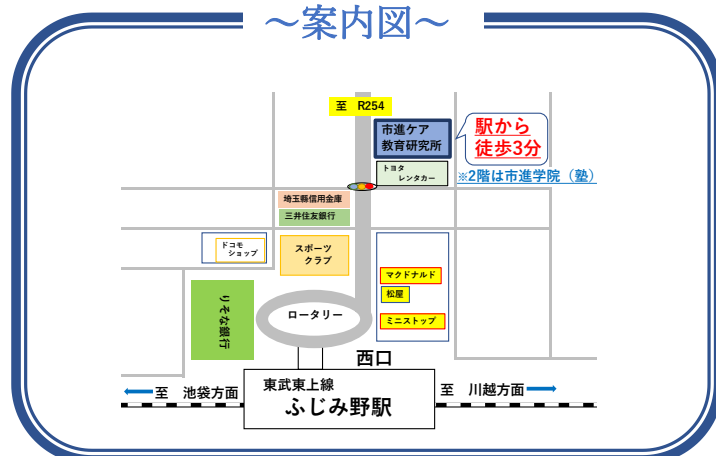 ～案内図～
至 R254
市進ケア
教育研究所
駅から
徒歩3分
トヨタ
レンタカー
※2階は市進学院（塾）
埼玉縣信用金庫
三井住友銀行
ドコモ
ショップ
スポーツ
クラブ
マクドナルド
松屋
りそな銀行
ロータリー
ミニストップ
西口
至 池袋方面
東武東上線
ふじみ野駅
至 川越方面